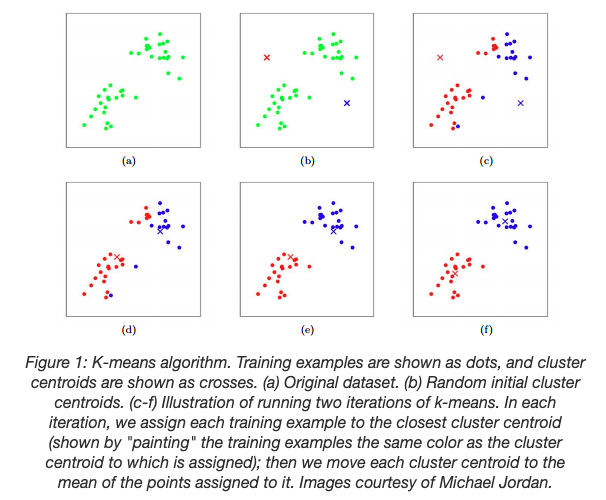 (a)
(b)
(c)
(d)
(e)
(f)
Figure 1: K-means algorithm. Training examples are shown as dots, and cluster
centroids are shown as crosses. (a) Original dataset. (b) Random initial cluster
centroids. (c-f) Illustration of running two iterations of k-means. In each
iteration, we assign each training example to the closest cluster centroid
(shown by "painting" the training examples the same color as the cluster
centroid to which is assigned); then we move each cluster centroid to the
mean of the points assigned to it. Images courtesy of Michael Jordan.